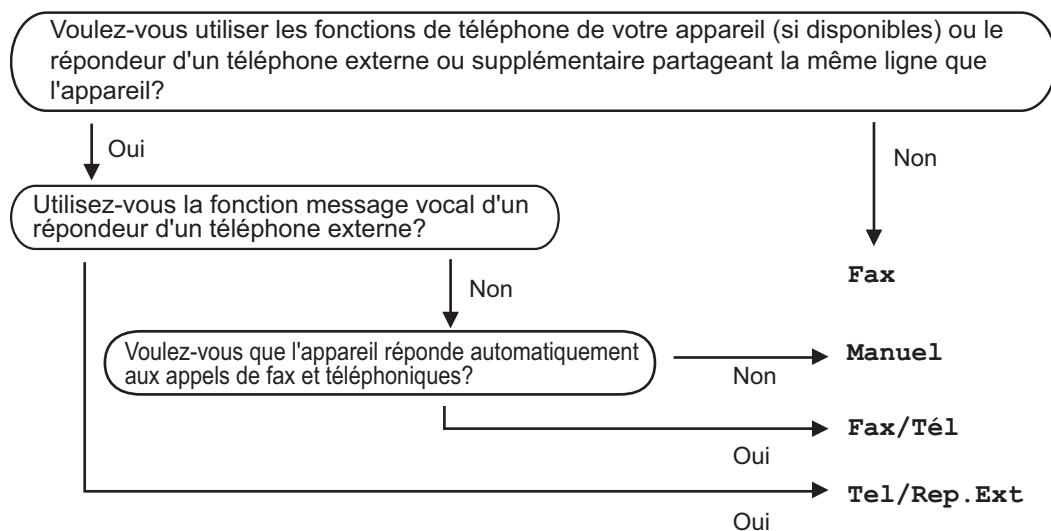 Voulez-vous utiliser les fonctions de téléphone de votre appareil (si disponibles) ou le
répondeur d'un téléphone externe ou supplémentaire partageant la même ligne que
l'appareil?
Oui
Non
Utilisez-vous la fonction message vocal d'un
répondeur d'un téléphone externe?
Fax
Non
Voulez-vous que l'appareil réponde automatiquement
aux appels de fax et téléphoniques?
Non
Manuel
Oui
Fax/Tél
Oui
Tel/Rep.Ext